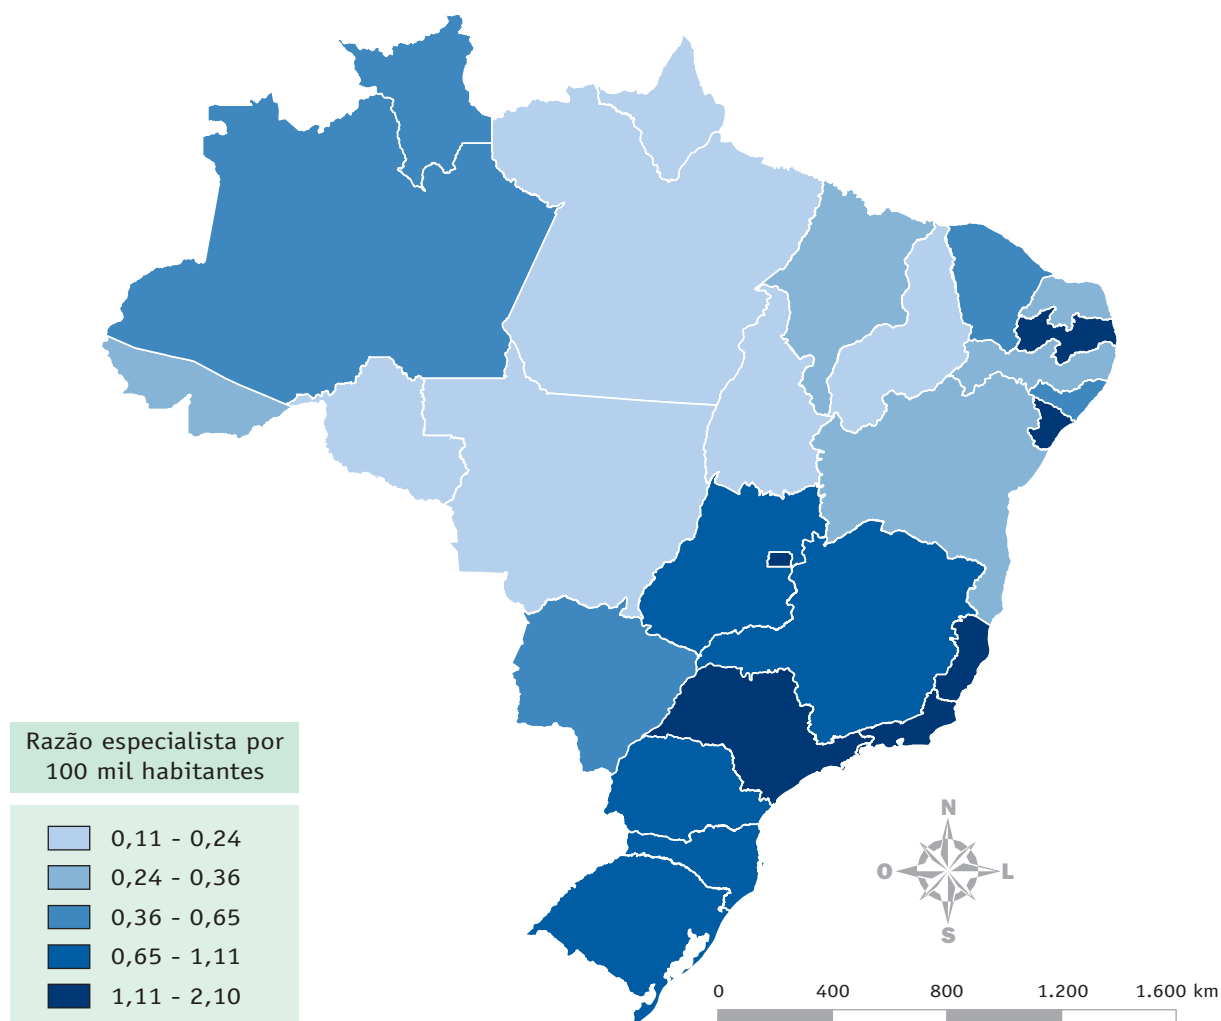 Razão especialista por
100 mil habitantes
0,11 - 0,24
0,24 - 0,36
0,36 - 0,65
0,65 - 1,11
1,11 - 2,10
N
O L
S
0 400 800 1.200 1.600 km